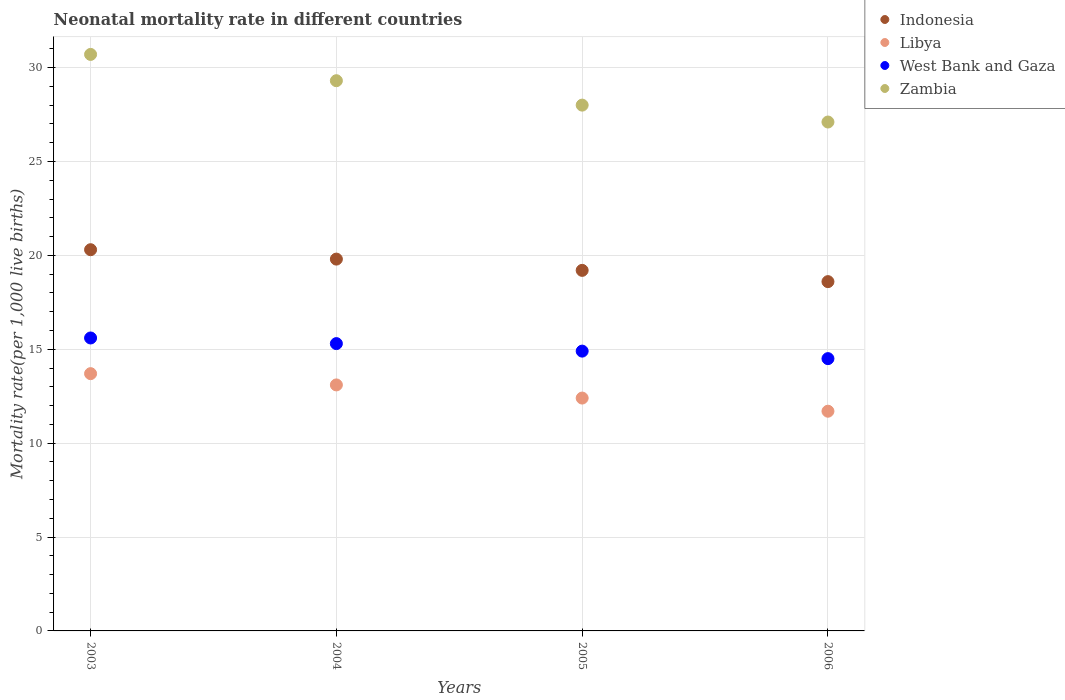 Neonatal mortality rate in different countries
Indonesia
Libya
West Bank and Gaza
Zambia
Mortality rate(per 1,000 live births)
30
25
20
15
10
5
0
2003
2004
2005
2006
Years